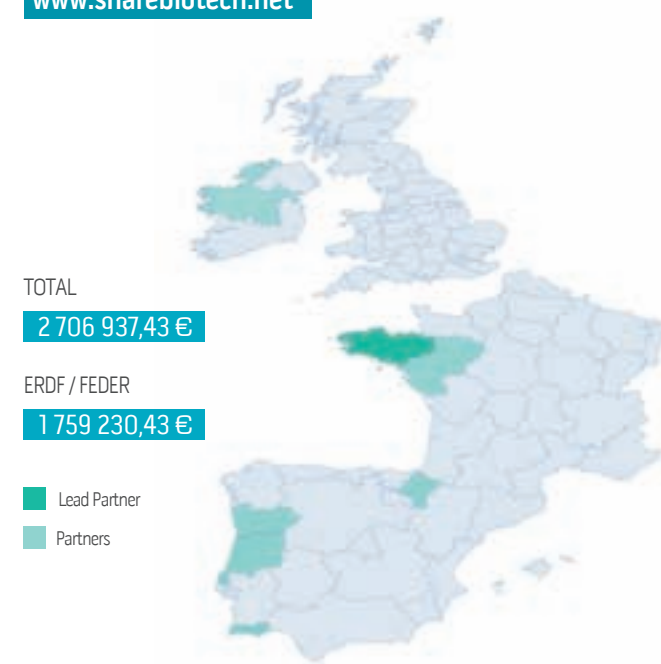 www.sharebiotech.net
TOTAL
2 706 937,43 €
ERDF / FEDER
1 759 230,43 €
Lead Partner
Partners